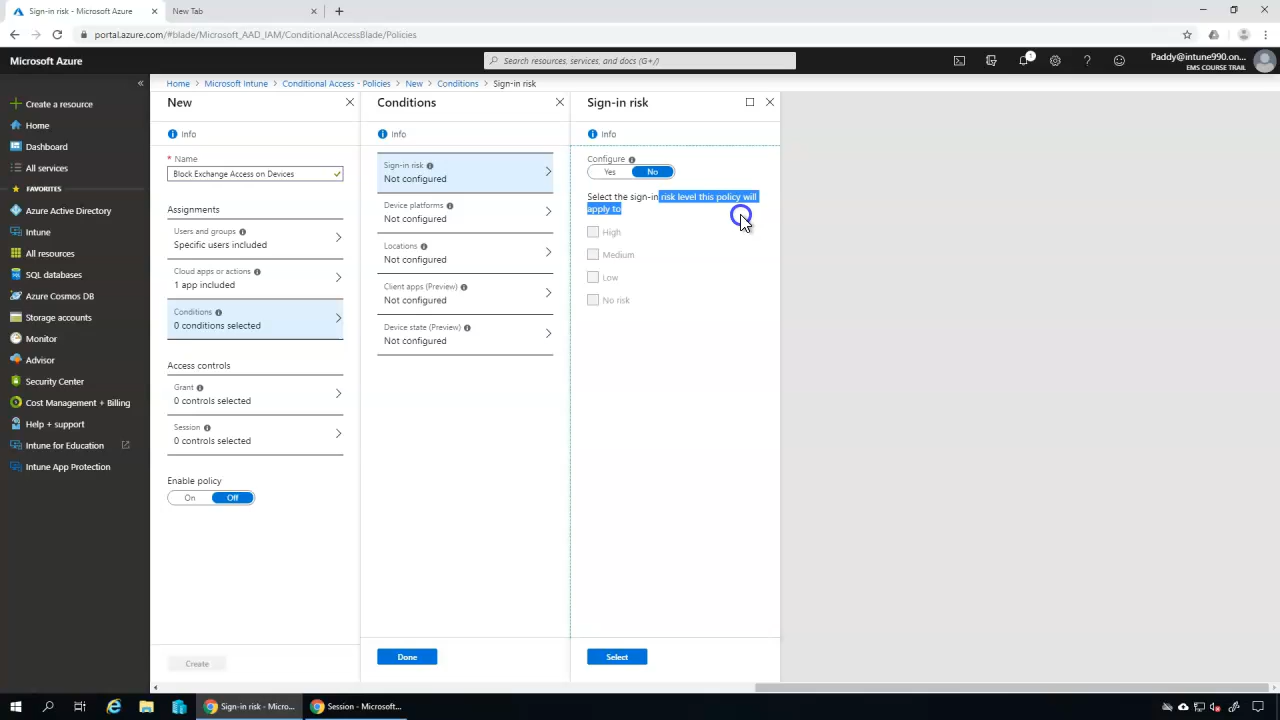 Sign-in risk - Microsoft Azure
New Tab
portal.azure.com/#blade/Microsoft_AAD_IAM/ConditionalAccessBlade/Policies
Microsoft Azure
Search resources, services, and docs (G+/)
1
Paddy@intune990.on...
EMS COURSE TRAIL
«
Create a resource
Home
Dashboard
All services
FAVORITES
Azure Active Directory
Intune
All resources
SQL databases
Azure Cosmos DB
Storage accounts
Monitor
Advisor
Security Center
Cost Management + Billing
Help + support
Intune for Education
Intune App Protection
Home > Microsoft Intune > Conditional Access - Policies > New > Conditions > Sign-in risk
New
Info
* Name
Block Exchange Access on Devices
Assignments
Users and groups
Specific users included
Cloud apps or actions
1 app included
Conditions
0 conditions selected
Access controls
Grant
0 controls selected
Session
0 controls selected
Enable policy
On Off
Create
Conditions
Info
Sign-in risk
Not configured
Device platforms
Not configured
Locations
Not configured
Client apps (Preview)
Not configured
Device state (Preview)
Not configured
Done
Sign-in risk
Info
Configure
Yes No
Select the sign-in risk level this policy will
apply to
High
Medium
Low
No risk
Select
Sign-in risk - Micro...
Session - Microsoft...